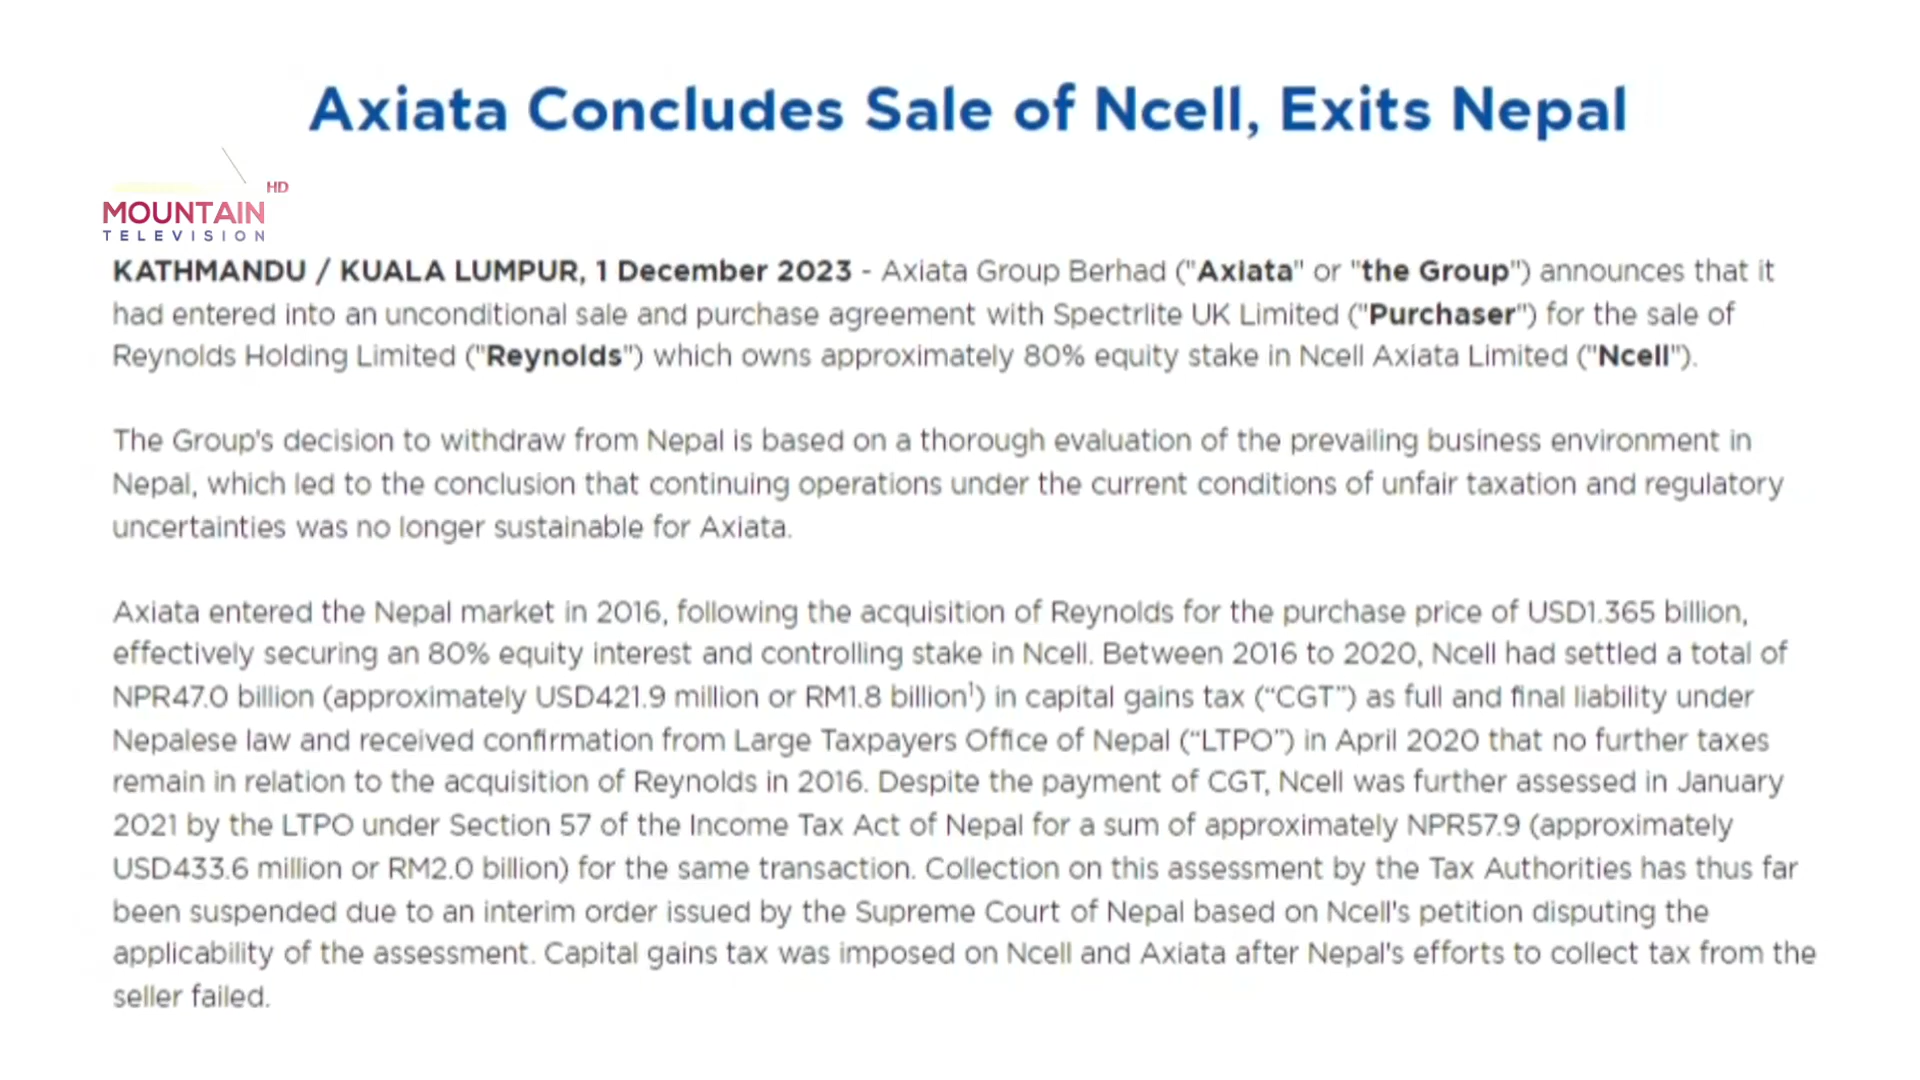 Axiata Concludes Sale of Ncell, Exits Nepal
HD
MOUNTAIN
TELEVISION
KATHMANDU / KUALA LUMPUR, 1 December 2023 - Axiata Group Berhad ("Axiata" or "the Group") announces that it
had entered into an unconditional sale and purchase agreement with Spectrlite UK Limited ("Purchaser") for the sale of
Reynolds Holding Limited ("Reynolds") which owns approximately 80% equity stake in Ncell Axiata Limited ("Ncell").
The Group's decision to withdraw from Nepal is based on a thorough evaluation of the prevailing business environment in
Nepal, which led to the conclusion that continuing operations under the current conditions of unfair taxation and regulatory
uncertainties was no longer sustainable for Axiata.
Axiata entered the Nepal market in 2016, following the acquisition of Reynolds for the purchase price of USD1.365 billion,
effectively securing an 80% equity interest and controlling stake in Ncell. Between 2016 to 2020, Ncell had settled a total of
NPR47.0 billion (approximately USD421.9 million or RM1.8 billion¹) in capital gains tax (“CGT”) as full and final liability under
Nepalese law and received confirmation from Large Taxpayers Office of Nepal (“LTPO”) in April 2020 that no further taxes
remain in relation to the acquisition of Reynolds in 2016. Despite the payment of CGT, Ncell was further assessed in January
2021 by the LTPO under Section 57 of the Income Tax Act of Nepal for a sum of approximately NPR57.9 (approximately
USD433.6 million or RM2.0 billion) for the same transaction. Collection on this assessment by the Tax Authorities has thus far
been suspended due to an interim order issued by the Supreme Court of Nepal based on Ncell's petition disputing the
applicability of the assessment. Capital gains tax was imposed on Ncell and Axiata after Nepal's efforts to collect tax from the
seller failed.